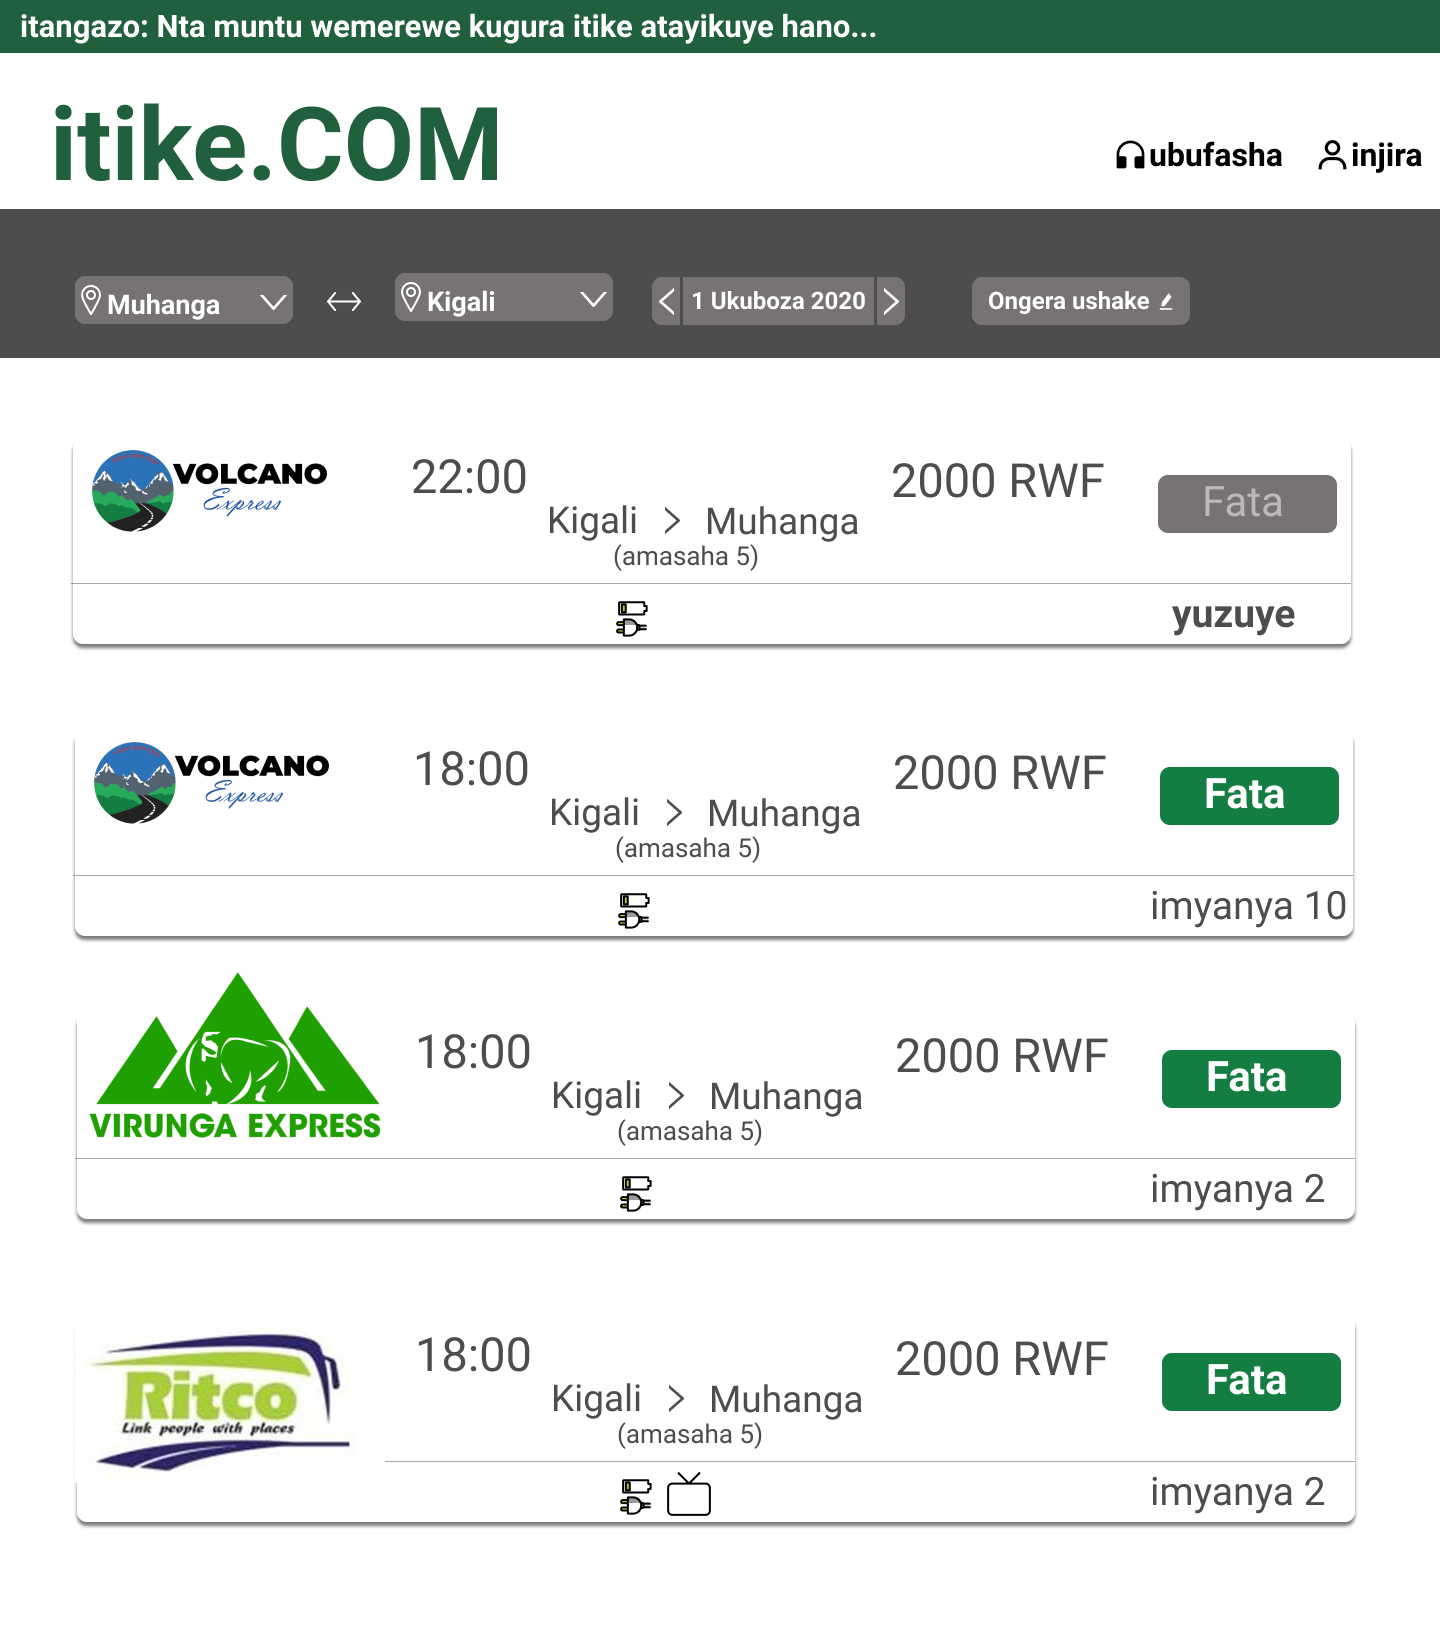 itangazo: Nta muntu wemerewe kugura itike atayikuye hano...
itike.COM
ubufasha injira
Muhanga Kigali 1 Ukuboza 2020 Ongera ushake
VOLCANO
Express
22:00
2000 RWF
Fata
Kigali > Muhanga
(amasaha 5)
yuzuye
VOLCANO
Express
18:00
2000 RWF
Fata
Kigali > Muhanga
(amasaha 5)
imyanya 10
VIRUNGA EXPRESS
18:00
2000 RWF
Fata
Kigali > Muhanga
(amasaha 5)
imyanya 2
Ritco
Link people with places
18:00
2000 RWF
Fata
Kigali > Muhanga
(amasaha 5)
imyanya 2